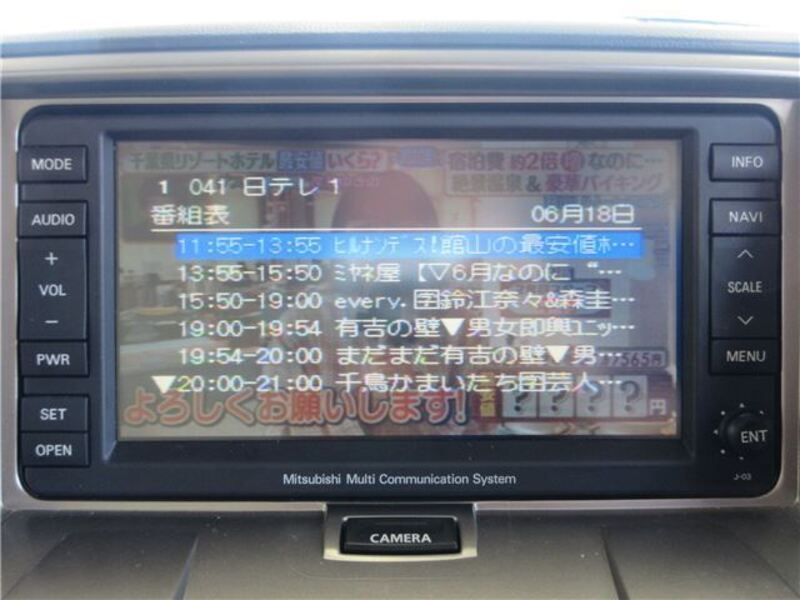 千葉県リゾートホテル最安値いくら?
宿泊費 約2倍 なのに…
絶景温泉&豪華バイキング
1 041 日テレ1
番組表 06月18日
11:55-13:55 ヒルナンデス!館山の最安値ホ…
13:55-15:50 ミヤネ屋【▽6月なのに “…
15:50-19:00 every.字鈴江奈々&森圭…
19:00-19:54 有吉の壁▼男女即興ユニッ…
19:54-20:00 まだまだ有吉の壁▼男…
▼20:00-21:00 千鳥かまいたち字芸人…
よろしくお願いします!
????円
MODE
AUDIO
+
VOL
−
PWR
SET
OPEN
INFO
NAVI
SCALE
MENU
ENT
J-03
Mitsubishi Multi Communication System
CAMERA